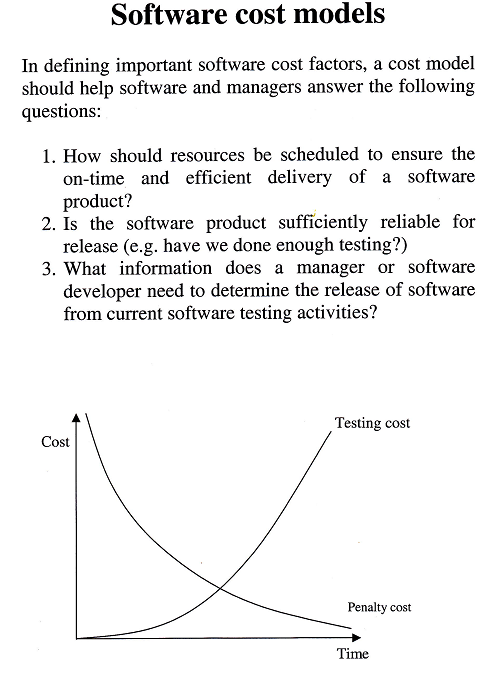 Software cost models
In defining important software cost factors, a cost model
should help software and managers answer the following
questions:
1. How should resources be scheduled to ensure the
on-time and efficient delivery of a software
product?
2. Is the software product sufficiently reliable for
release (e.g. have we done enough testing?)
3. What information does a manager or software
developer need to determine the release of software
from current software testing activities?
Testing cost
Cost
Penalty cost
Time